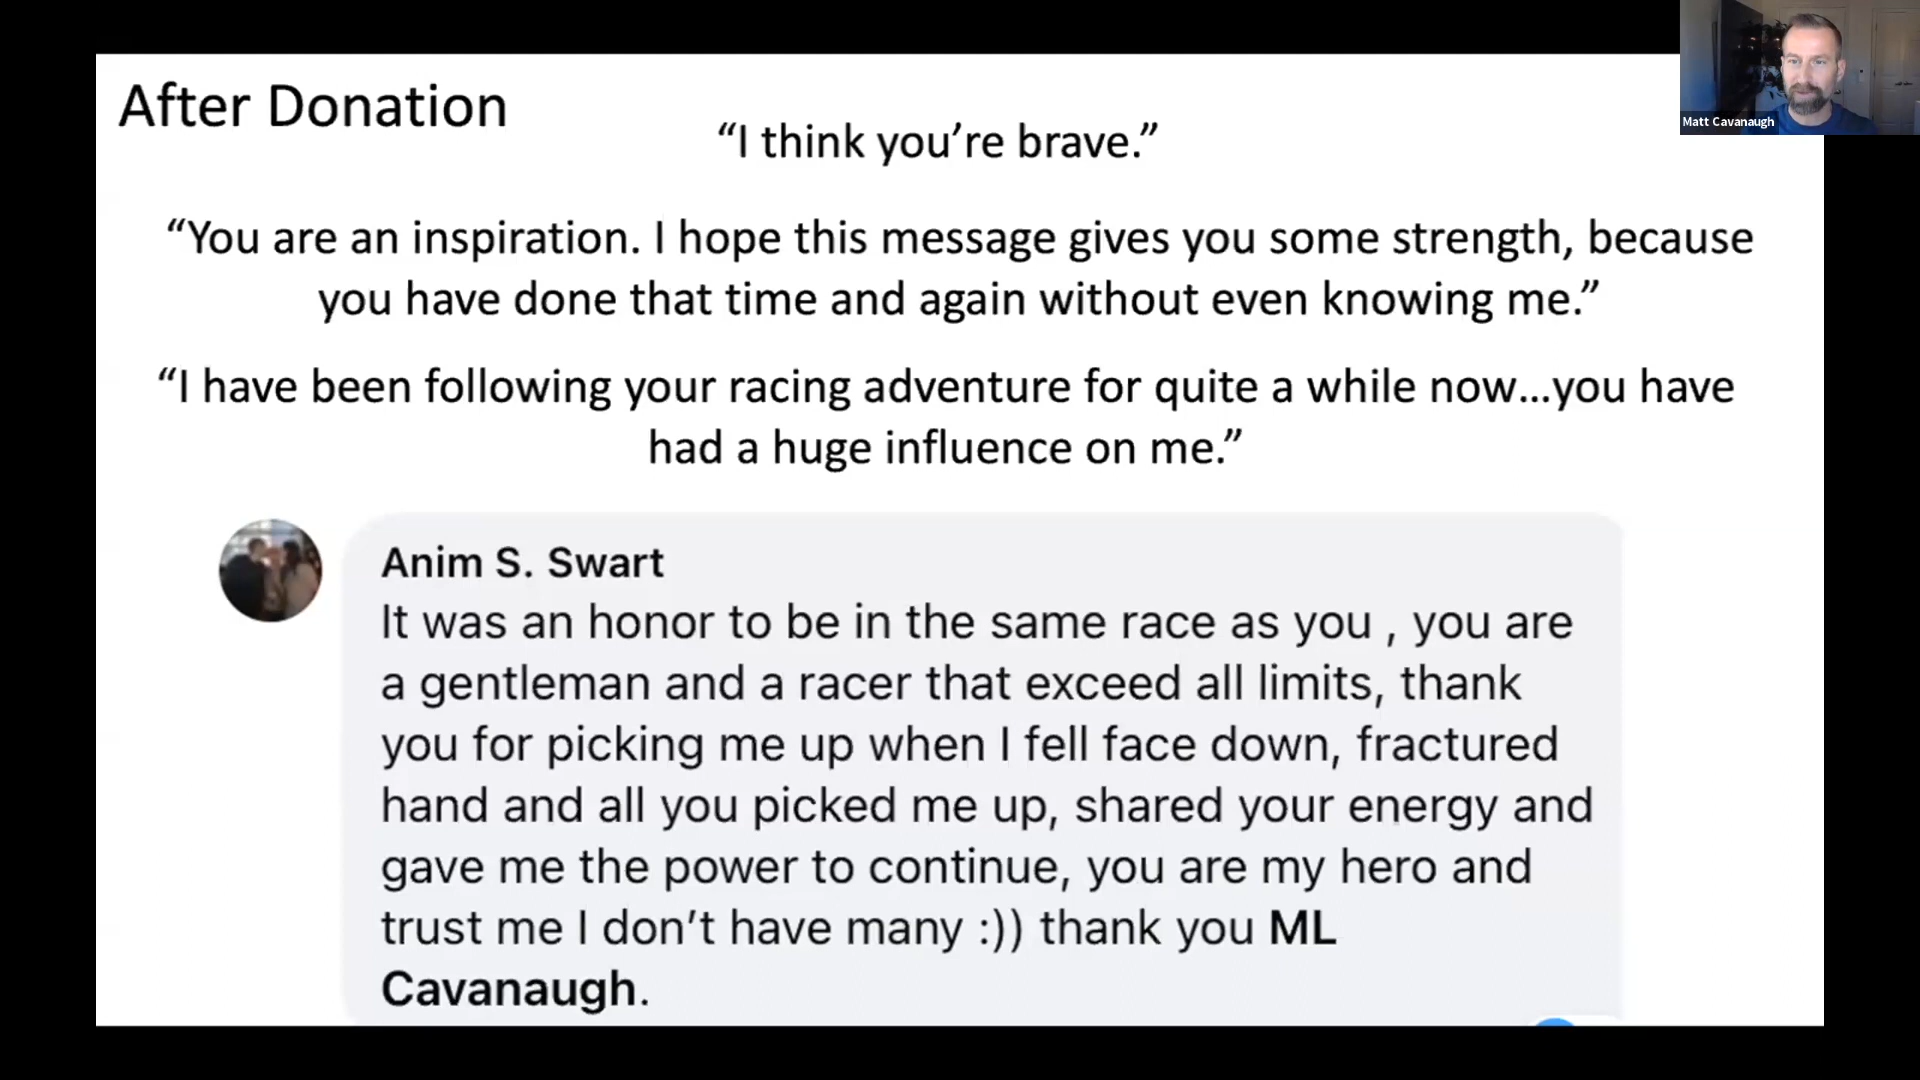 After Donation
“I think you’re brave.”
Matt Cavanaugh
“You are an inspiration. I hope this message gives you some strength, because
you have done that time and again without even knowing me.”
“I have been following your racing adventure for quite a while now...you have
had a huge influence on me.”
Anim S. Swart
It was an honor to be in the same race as you , you are
a gentleman and a racer that exceed all limits, thank
you for picking me up when I fell face down, fractured
hand and all you picked me up, shared your energy and
gave me the power to continue, you are my hero and
trust me I don’t have many :)) thank you ML
Cavanaugh.